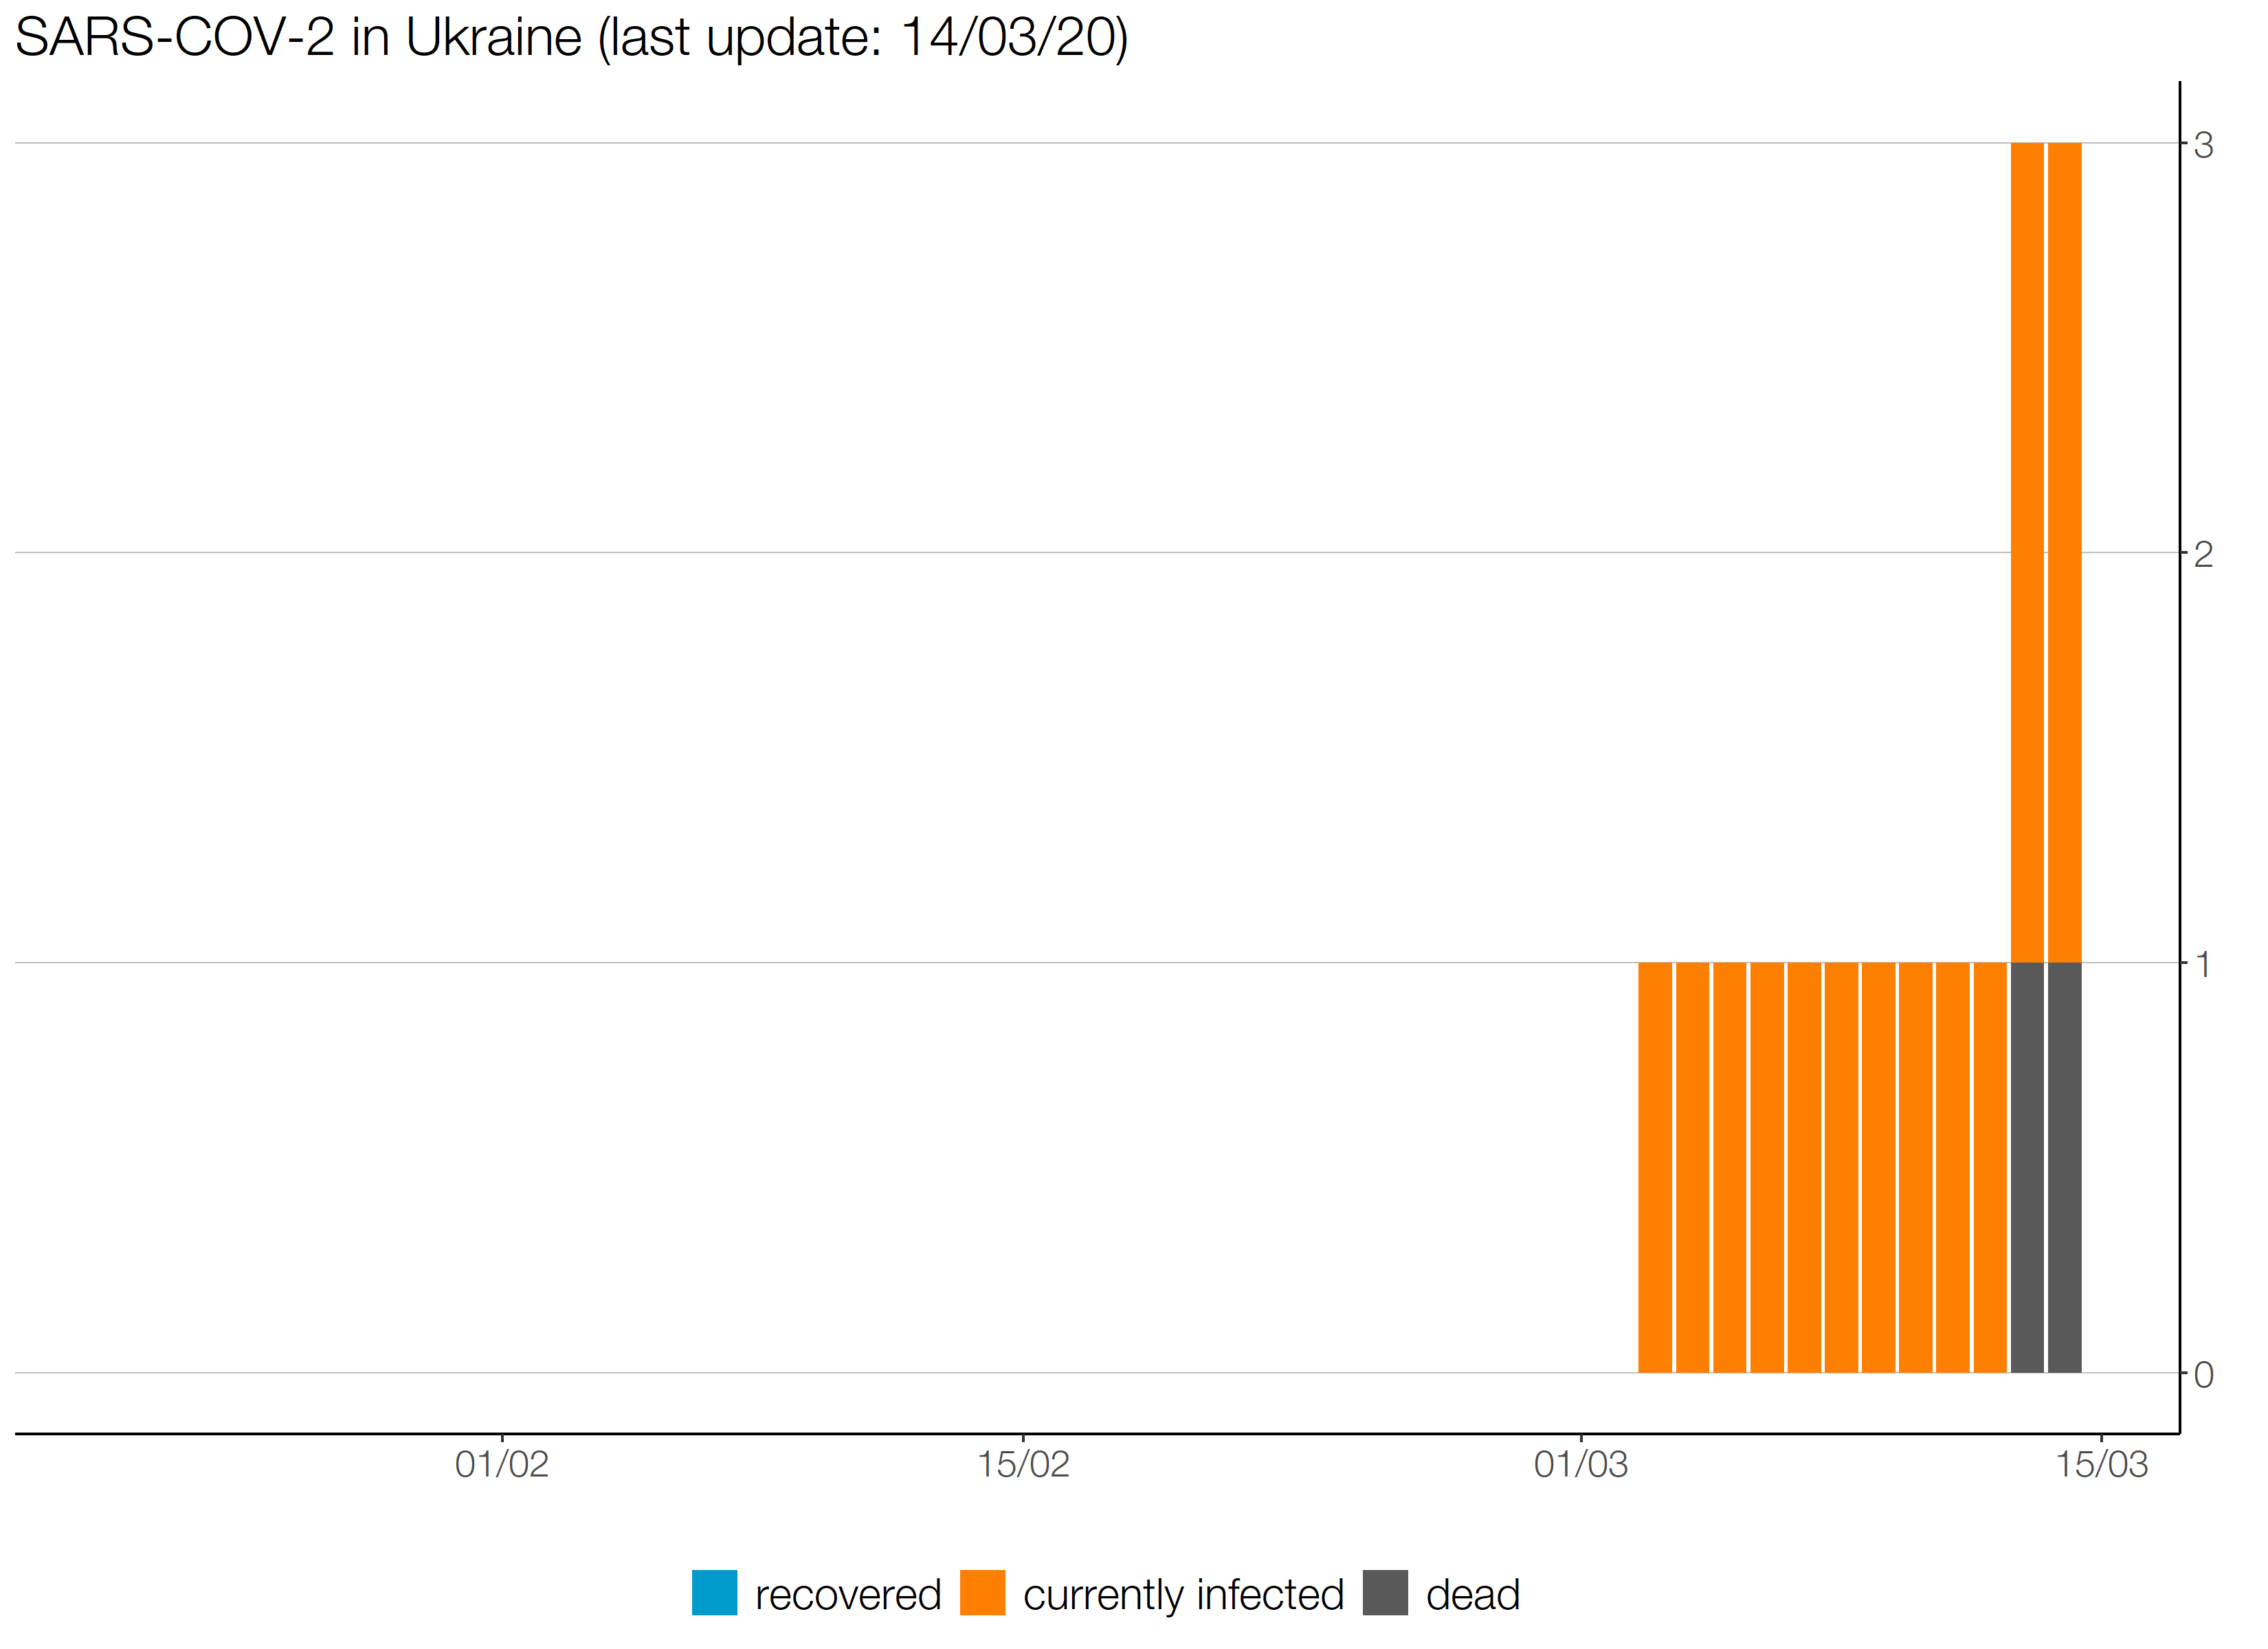 SARS-COV-2 in Ukraine (last update: 14/03/20)
3
2
1
0
01/02 15/02 01/03 15/03
recovered currently infected dead